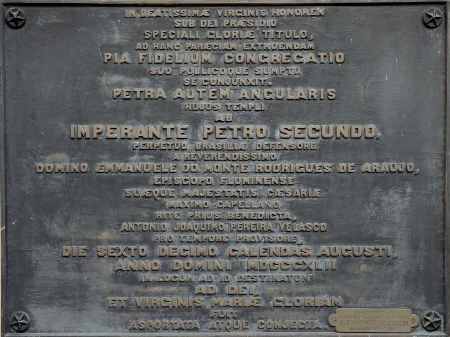 IN BEATISSIMÆ VIRGINIS HONOREM
SUB DEI PRÆSIDIO
SPECIALI GLORIÆ TITULO,
AD HANC PARÆCIAM EXTRUENDAM
PIA FIDELIUM CONGREGATIO
SUO PUBLICOQUE SUMPTU
SE CONJUNXIT.
PETRA AUTEM ANGULARIS
HUJUS TEMPLI
AB
IMPERANTE PETRO SECUNDO,
PERPETUO BRASILIÆ DEFENSORE
A REVERENDISSIMO,
DOMINO EMMANUELE DO MONTE RODRIGUES DE ARAUJO,
EPISCOPO FLUMINENSE
SUÆQUE MAJESTATIS CÆSARIÆ
MAXIMO CAPELLANO
RITE PRIUS BENEDICTA,
ANTONIO JOAQUIMO PEREIRA VELASCO
PRO TEMPORE PROVISORE,
DIE SEXTO DECIMO CALENDAS AUGUSTI,
ANNO DOMINI MDCCCXLII
IN LOCUM AD ID DESTINATUM
AD DEI
ET VIRGINIS MARIÆ GLORIAM
FUIT
ASPORTATA ATQUE CONJECTA.